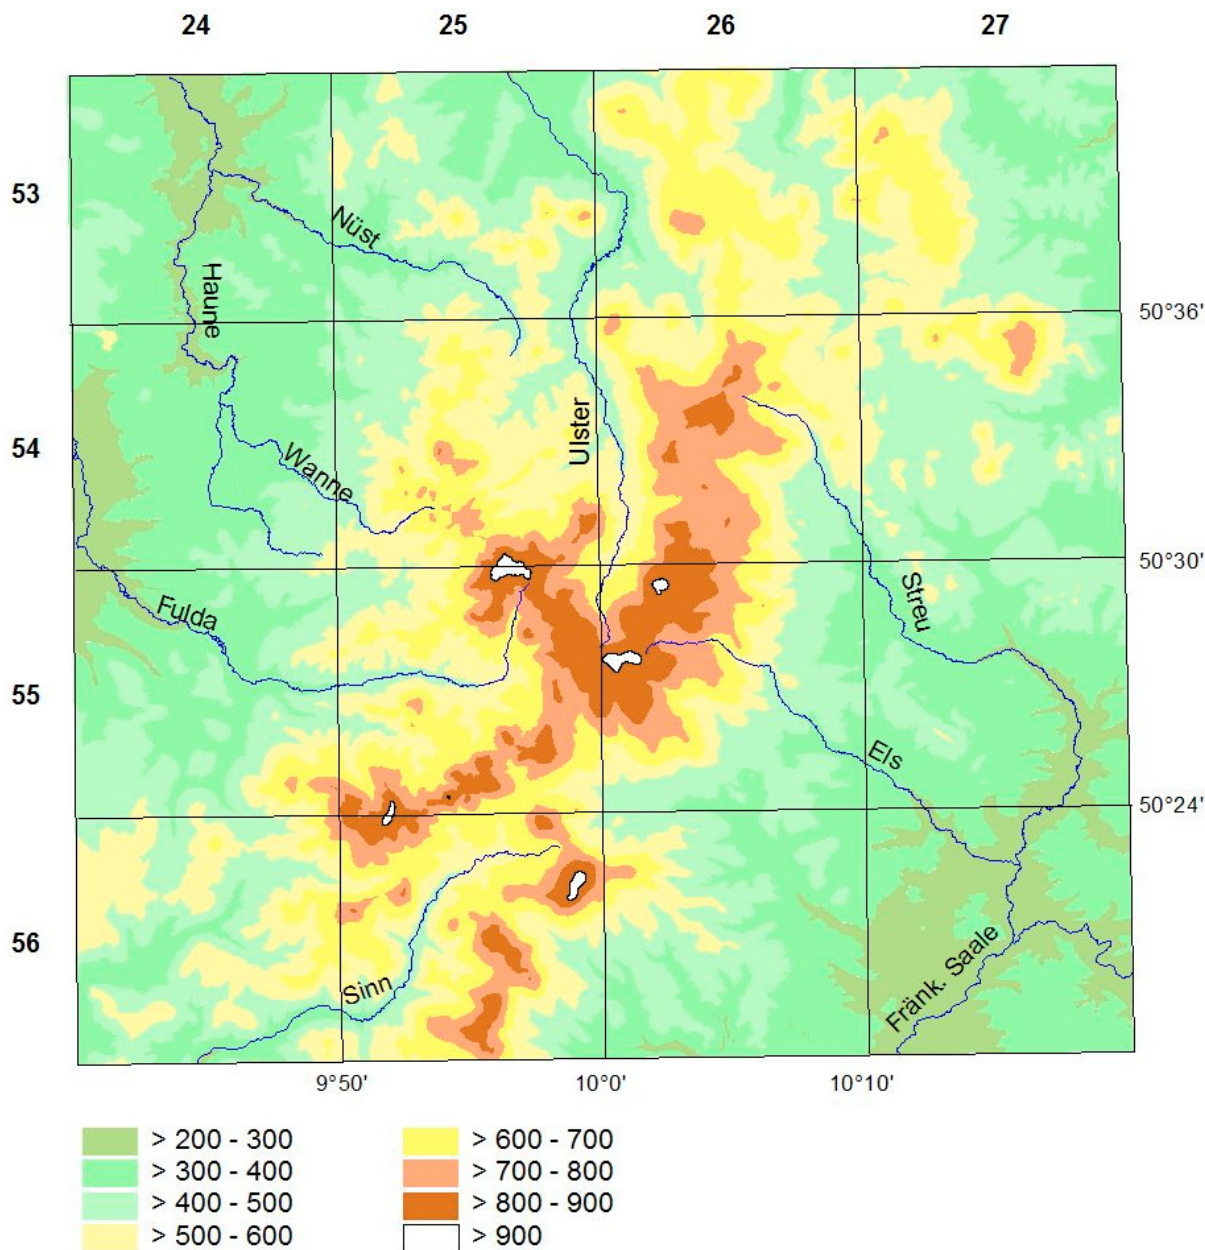 24 25 26 27
53
Nüst
Haune
50°36'
Ulster
54
Wanne
50°30'
Streu
Fulda
55
Els
50°24'
56
Fränk. Saale
Sinn
9°50' 10°0' 10°10'
> 200 - 300 > 600 - 700
> 300 - 400 > 700 - 800
> 400 - 500 > 800 - 900
> 500 - 600 > 900